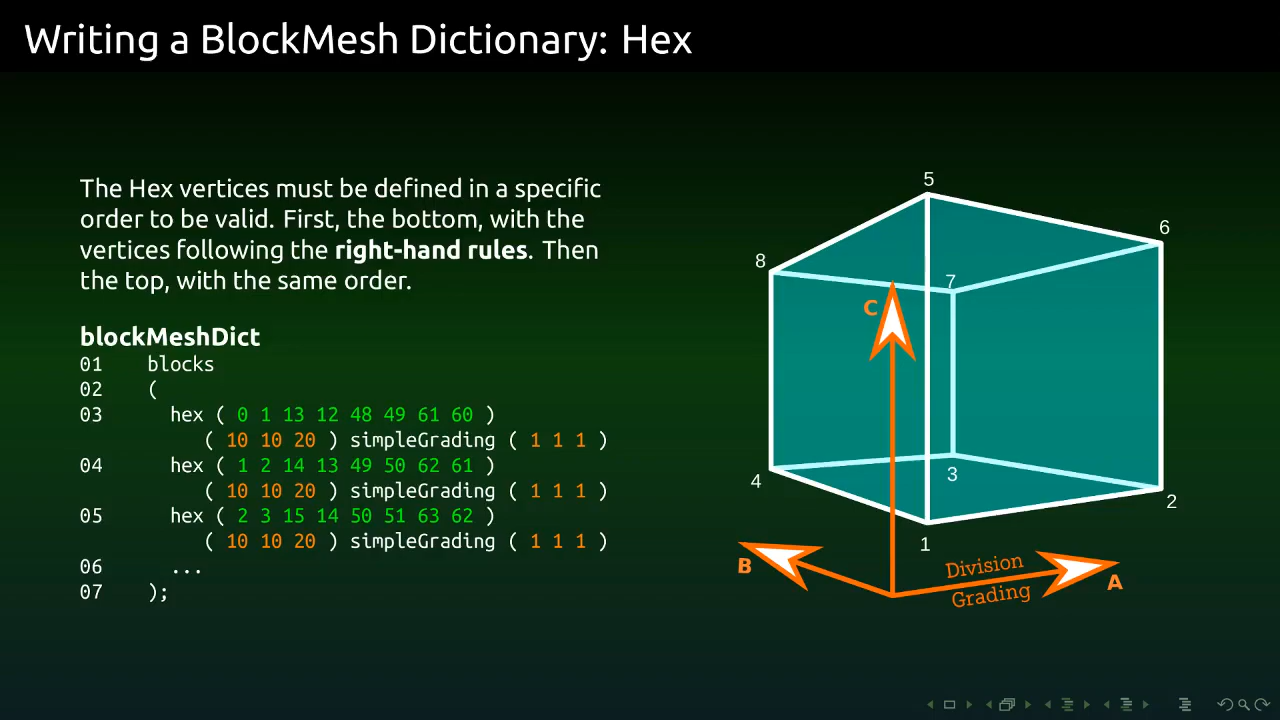 Writing a BlockMesh Dictionary: Hex
The Hex vertices must be defined in a specific
order to be valid. First, the bottom, with the
vertices following the right-hand rules. Then
the top, with the same order.
blockMeshDict
01 blocks
02 (
03 hex ( 0 1 13 12 48 49 61 60 )
( 10 10 20 ) simpleGrading ( 1 1 1 )
04 hex ( 1 2 14 13 49 50 62 61 )
( 10 10 20 ) simpleGrading ( 1 1 1 )
05 hex ( 2 3 15 14 50 51 63 62 )
( 10 10 20 ) simpleGrading ( 1 1 1 )
06 ...
07 );
5
6
8
7
C
3
4
2
1
B
Division
A
Grading